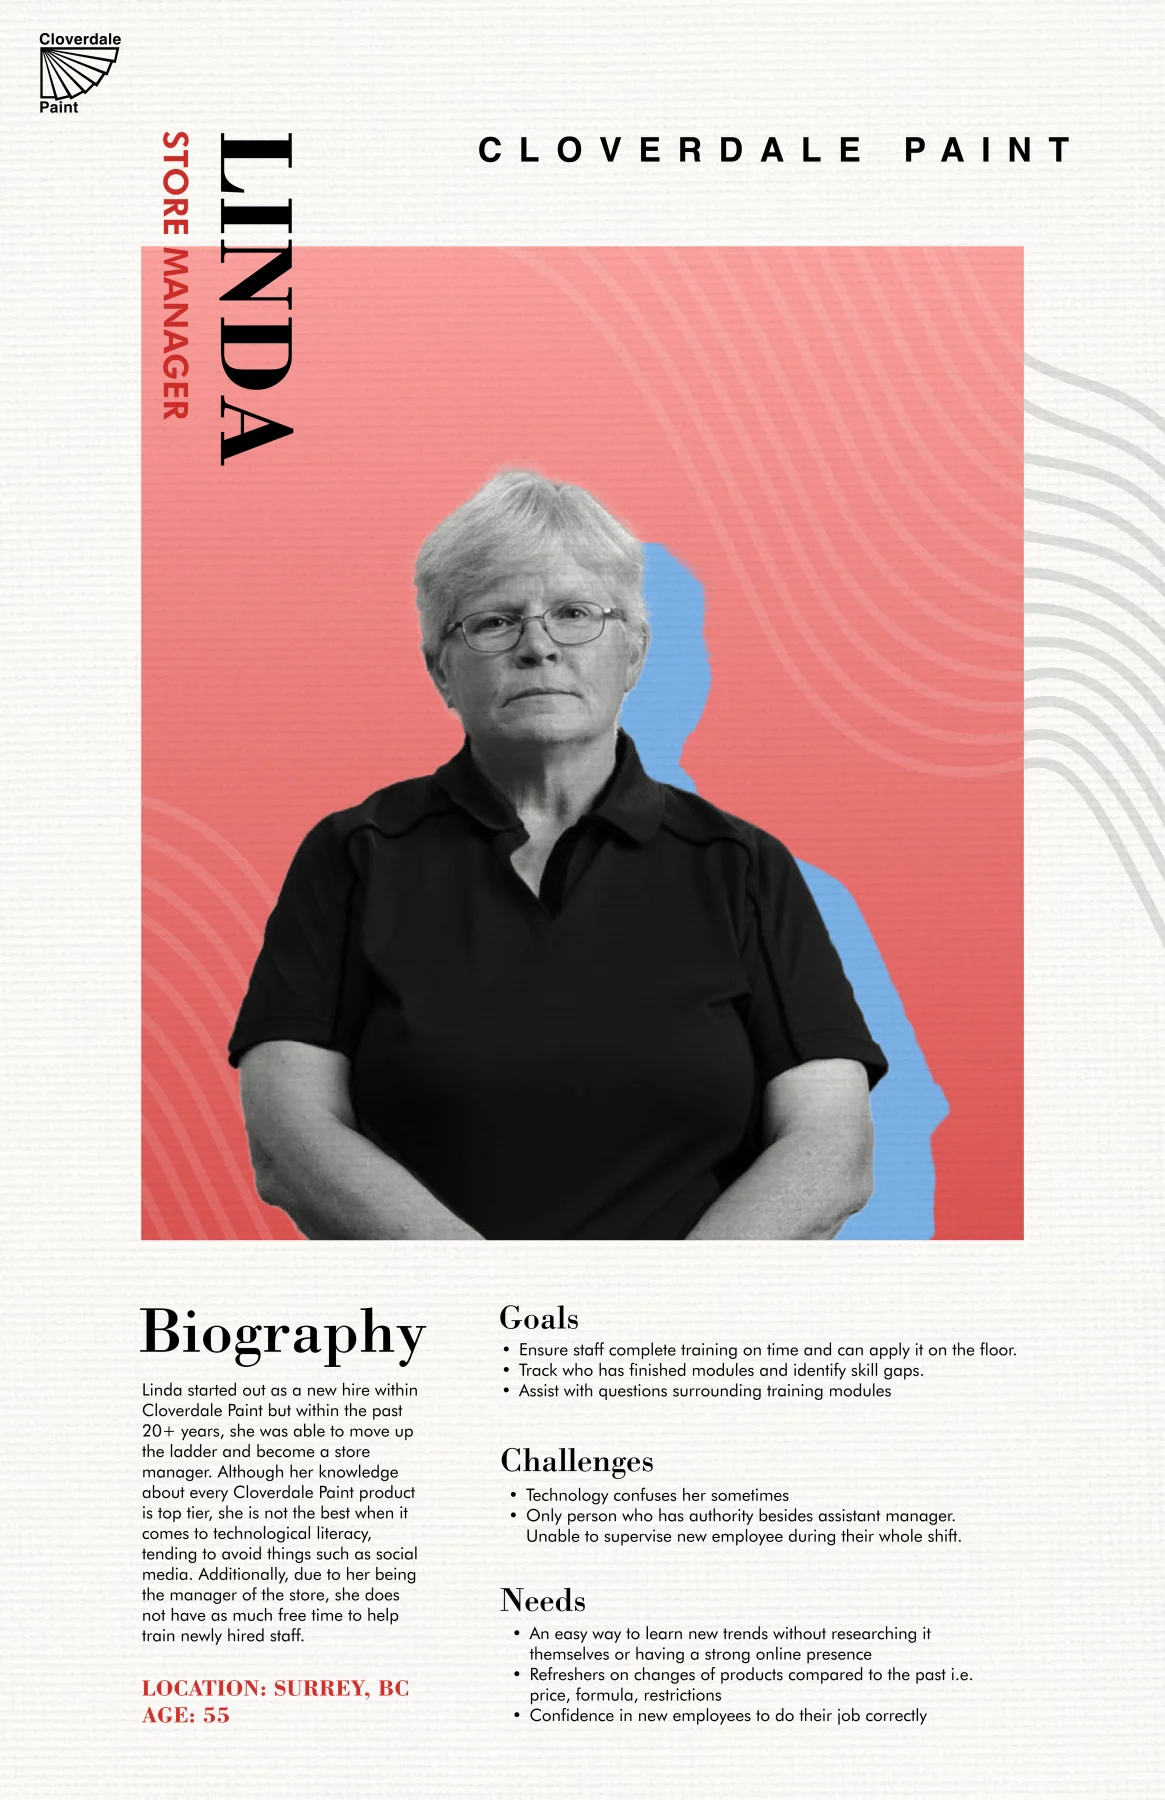 Cloverdale
Paint
STORE MANAGER
LINDA
CLOVERDALE PAINT
Biography
Linda started out as a new hire within
Cloverdale Paint but within the past
20+ years, she was able to move up
the ladder and become a store
manager. Although her knowledge
about every Cloverdale Paint product
is top tier, she is not the best when it
comes to technological literacy,
tending to avoid things such as social
media. Additionally, due to her being
the manager of the store, she does
not have as much free time to help
train newly hired staff.
LOCATION: SURREY, BC
AGE: 55
Goals
• Ensure staff complete training on time and can apply it on the floor.
• Track who has finished modules and identify skill gaps.
• Assist with questions surrounding training modules
Challenges
• Technology confuses her sometimes
• Only person who has authority besides assistant manager.
Unable to supervise new employee during their whole shift.
Needs
• An easy way to learn new trends without researching it
themselves or having a strong online presence
• Refreshers on changes of products compared to the past i.e.
price, formula, restrictions
• Confidence in new employees to do their job correctly